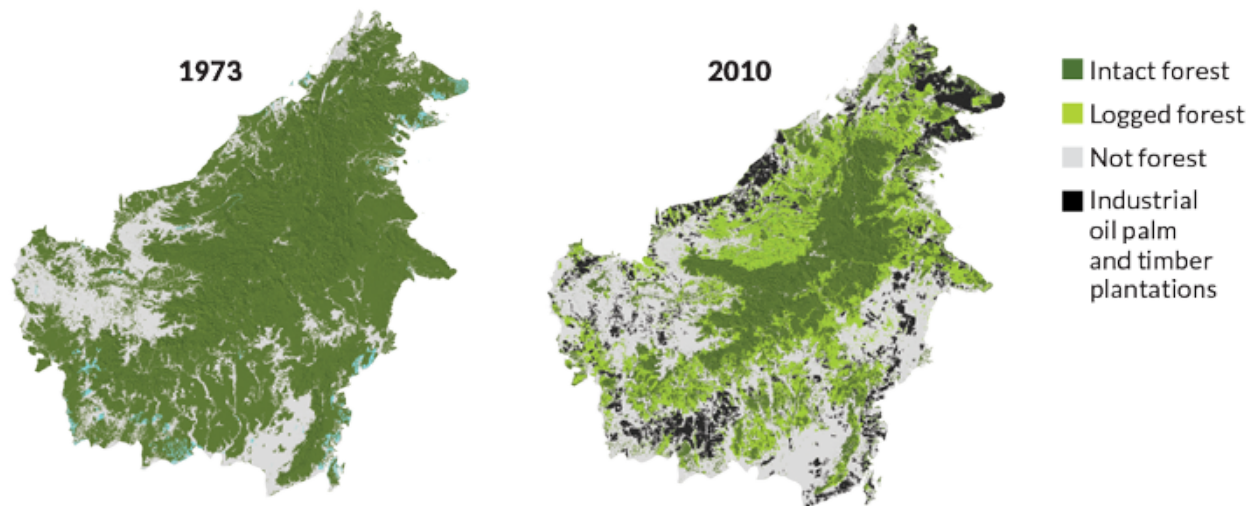 1973
2010
Intact forest
Logged forest
Not forest
Industrial
oil palm
and timber
plantations